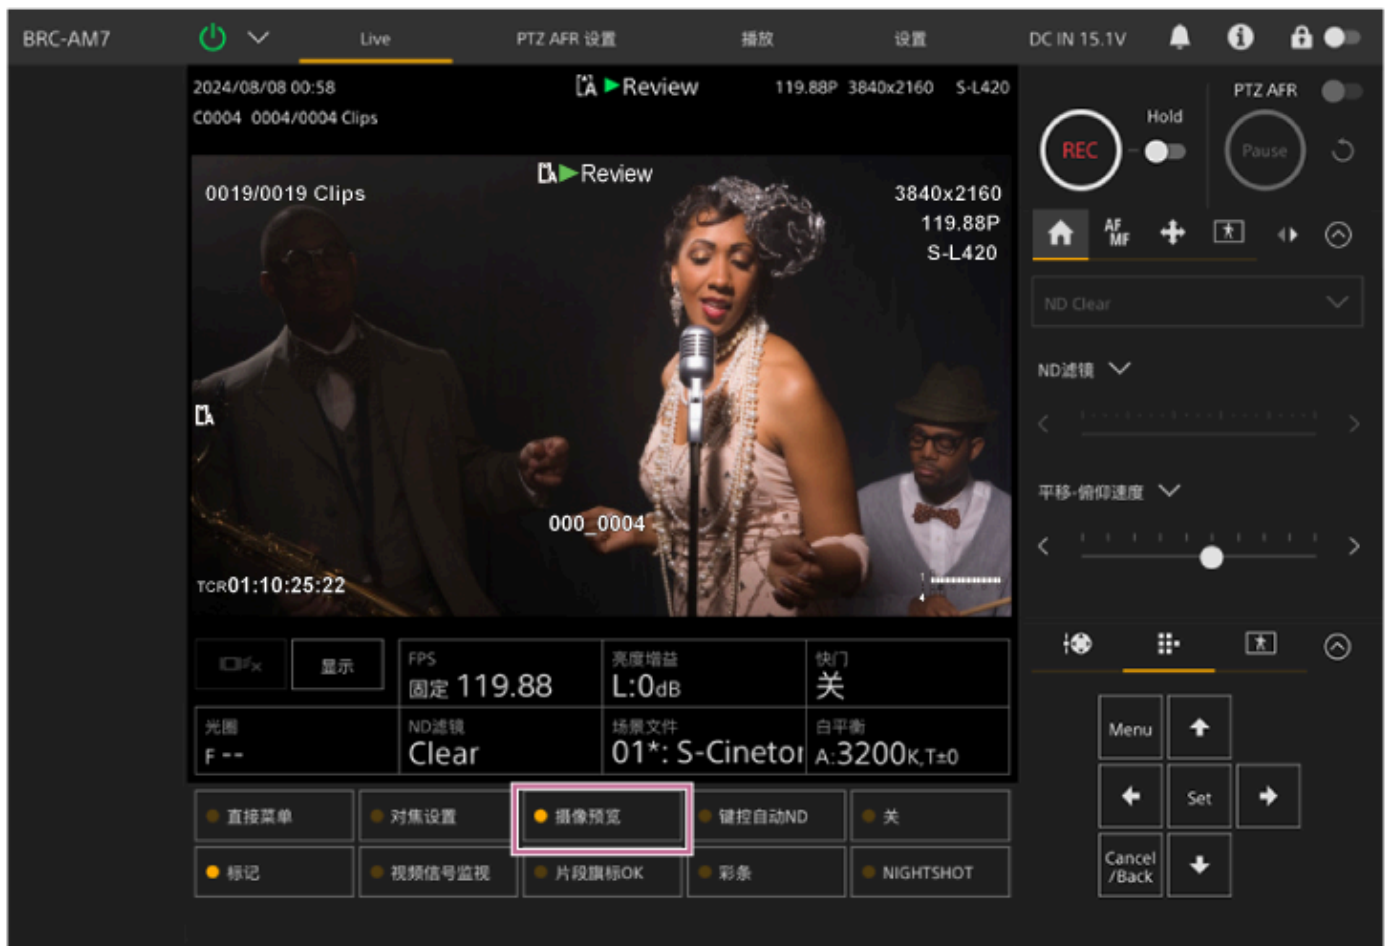 BRC-AM7
Live
PTZ AFR 设置
播放
设置
DC IN 15.1V
2024/08/08 00:58
A Review
119.88P 3840x2160 S-L420
C0004 0004/0004 Clips
PTZ AFR
REC
Hold
Pause
0019/0019 Clips
A Review
3840x2160
119.88P
S-L420
A
000_0004
TCR01:10:25:22
1
4
AF
MF
ND Clear
ND滤镜
平移-俯仰速度
显示
FPS
固定 119.88
亮度增益
L:0dB
快门
关
光圈
F --
ND滤镜
Clear
场景文件
01*: S-Cinetor
白平衡
A:3200K,T±0
直接菜单
对焦设置
摄像预览
键控自动ND
关
标记
视频信号监视
片段旗标OK
彩条
NIGHTSHOT
Menu
Set
Cancel
/Back